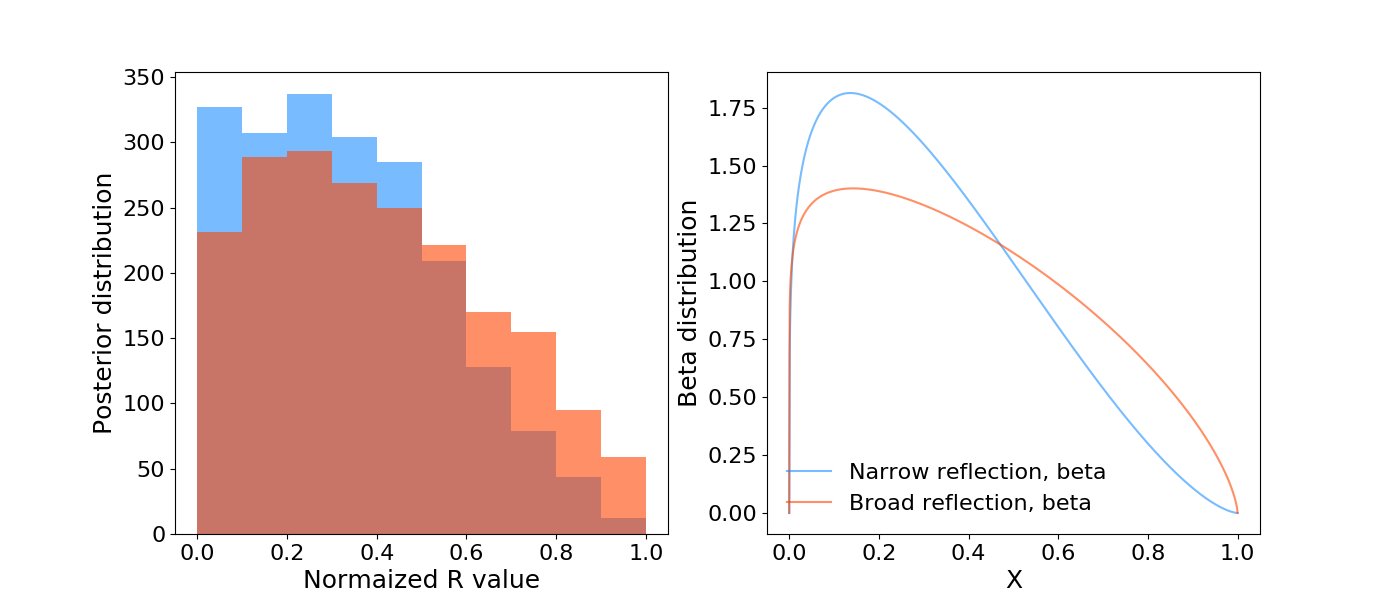 Posterior distribution
350
300
250
200
150
100
50
0
0.0 0.2 0.4 0.6 0.8 1.0
Normaized R value
Beta distribution
1.75
1.50
1.25
1.00
0.75
0.50
0.25
0.00
Narrow reflection, beta
Broad reflection, beta
0.0 0.2 0.4 0.6 0.8 1.0
X